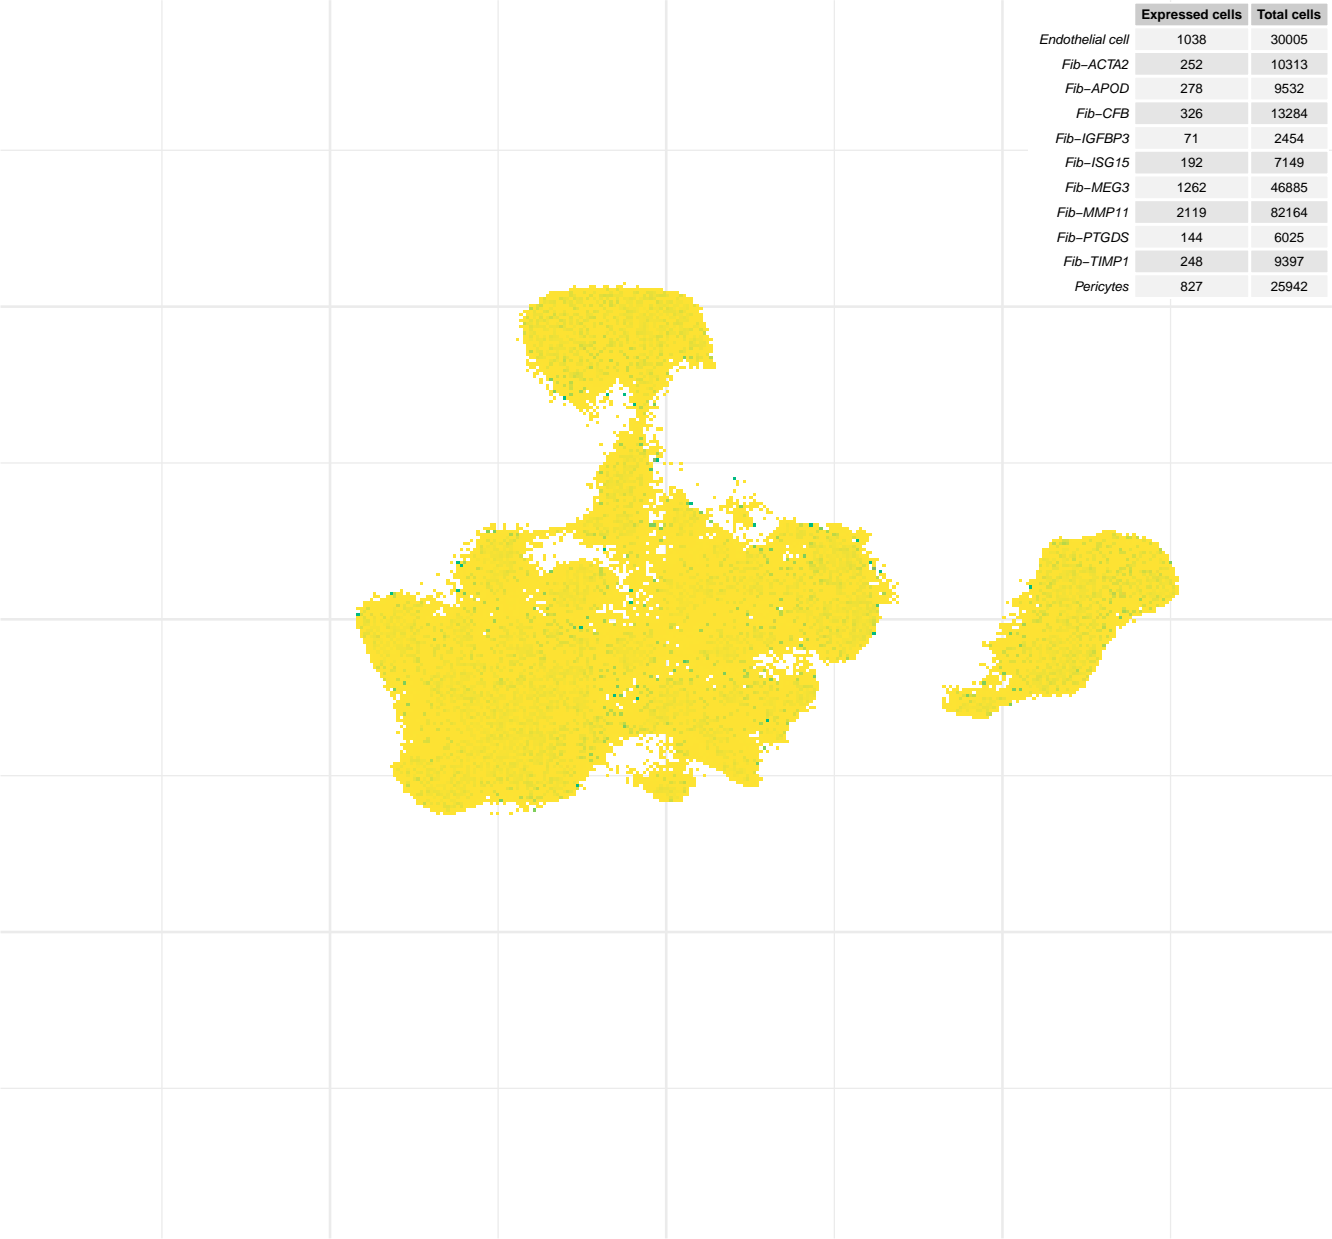 Expressed cells Total cells
Endothelial cell 1038 30005
Fib−ACTA2 252 10313
Fib−APOD 278 9532
Fib−CFB 326 13284
Fib−IGFBP3 71 2454
Fib−ISG15 192 7149
Fib−MEG3 1262 46885
Fib−MMP11 2119 82164
Fib−PTGDS 144 6025
Fib−TIMP1 248 9397
Pericytes 827 25942